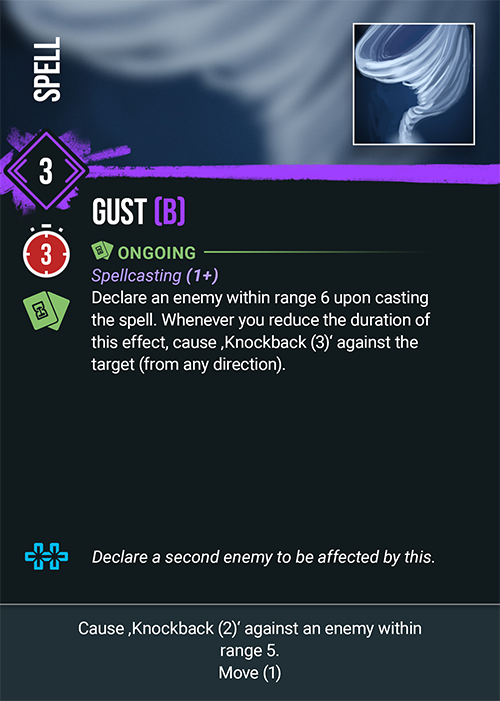 SPELL
3
GUST (B)
3
ONGOING
Spellcasting (1+)
Declare an enemy within range 6 upon casting
the spell. Whenever you reduce the duration of
this effect, cause ‚Knockback (3)‘ against the
target (from any direction).
Declare a second enemy to be affected by this.
Cause ‚Knockback (2)‘ against an enemy within
range 5.
Move (1)